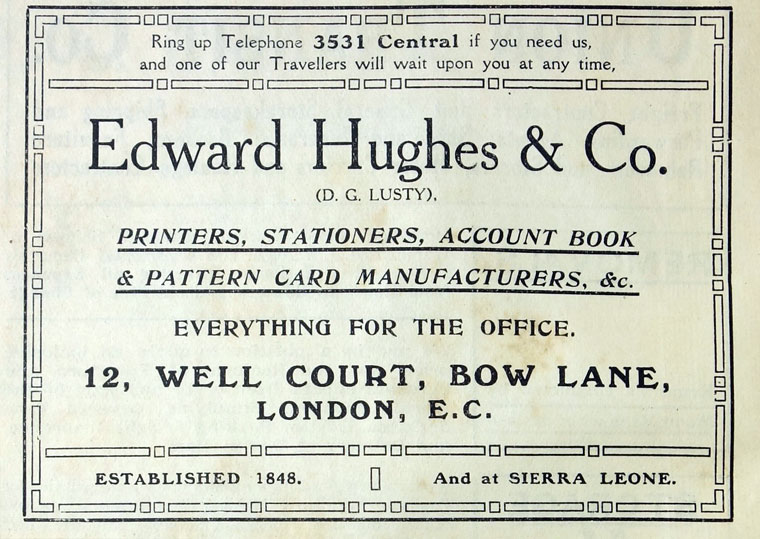 Ring up Telephone 3531 Central if you need us,
and one of our Travellers will wait upon you at any time,
Edward Hughes & Co.
(D. G. LUSTY),
PRINTERS, STATIONERS, ACCOUNT BOOK
& PATTERN CARD MANUFACTURERS, &c.
EVERYTHING FOR THE OFFICE.
12, WELL COURT, BOW LANE,
LONDON, E.C.
ESTABLISHED 1848.
And at SIERRA LEONE.